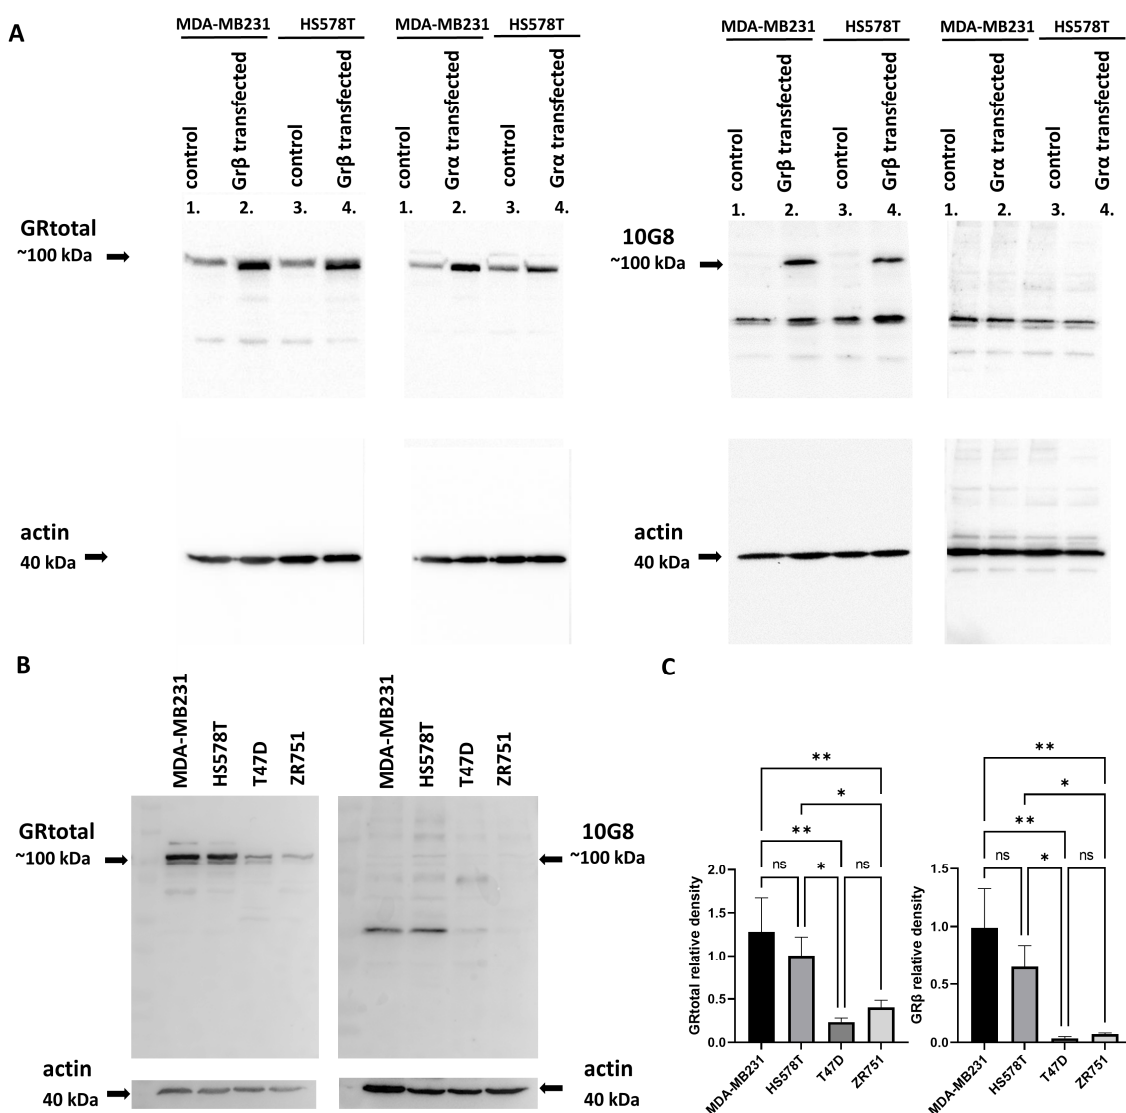 A
MDA-MB231 HS578T MDA-MB231 HS578T MDA-MB231 HS578T MDA-MB231 HS578T
control Grβ transfected control Grβ transfected control Grα transfected control Grα transfected control Grβ transfected control Grβ transfected control Grα transfected control Grα transfected
1. 2. 3. 4. 1. 2. 3. 4. 1. 2. 3. 4. 1. 2. 3. 4.
GRtotal
~100 kDa
10G8
~100 kDa
actin
40 kDa
actin
40 kDa
B
MDA-MB231 HS578T T47D ZR751 MDA-MB231 HS578T T47D ZR751
GRtotal
~100 kDa
10G8
~100 kDa
actin
40 kDa
actin
40 kDa
C
**
*
**
ns * ns
GRtotal relative density
2.0
1.5
1.0
0.5
0.0
MDA-MB231 HS578T T47D ZR751
**
*
**
ns * ns
GRβ relative density
1.5
1.0
0.5
0.0
MDA-MB231 HS578T T47D ZR751